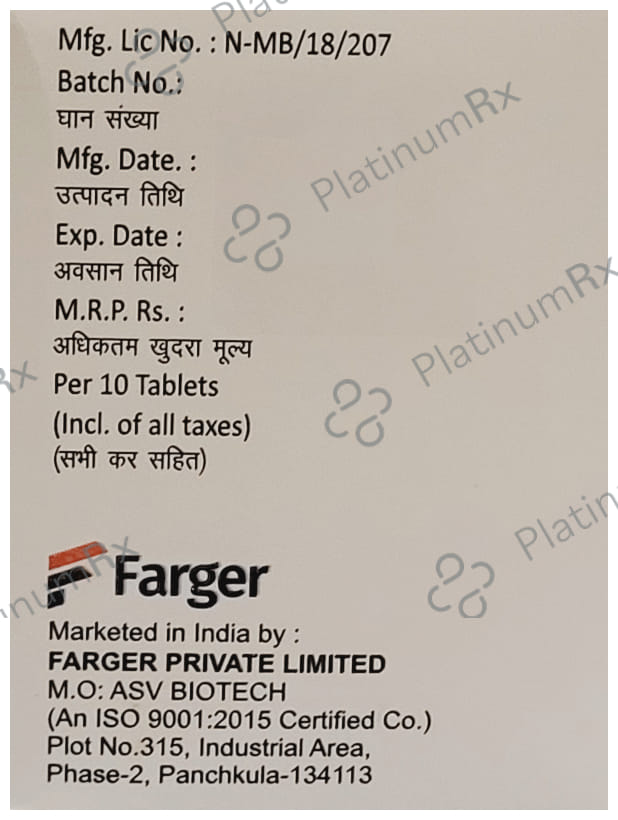 Mfg. Lic No. : N-MB/18/207
Batch No.:
घान संख्या
Mfg. Date. :
उत्पादन तिथि
Exp. Date :
अवसान तिथि
M.R.P. Rs. :
अधिकतम खुदरा मूल्य
Per 10 Tablets
(Incl. of all taxes)
(सभी कर सहित)
Farger
Marketed in India by :
FARGER PRIVATE LIMITED
M.O: ASV BIOTECH
(An ISO 9001:2015 Certified Co.)
Plot No.315, Industrial Area,
Phase-2, Panchkula-134113
PlatinumRx
PlatinumRx